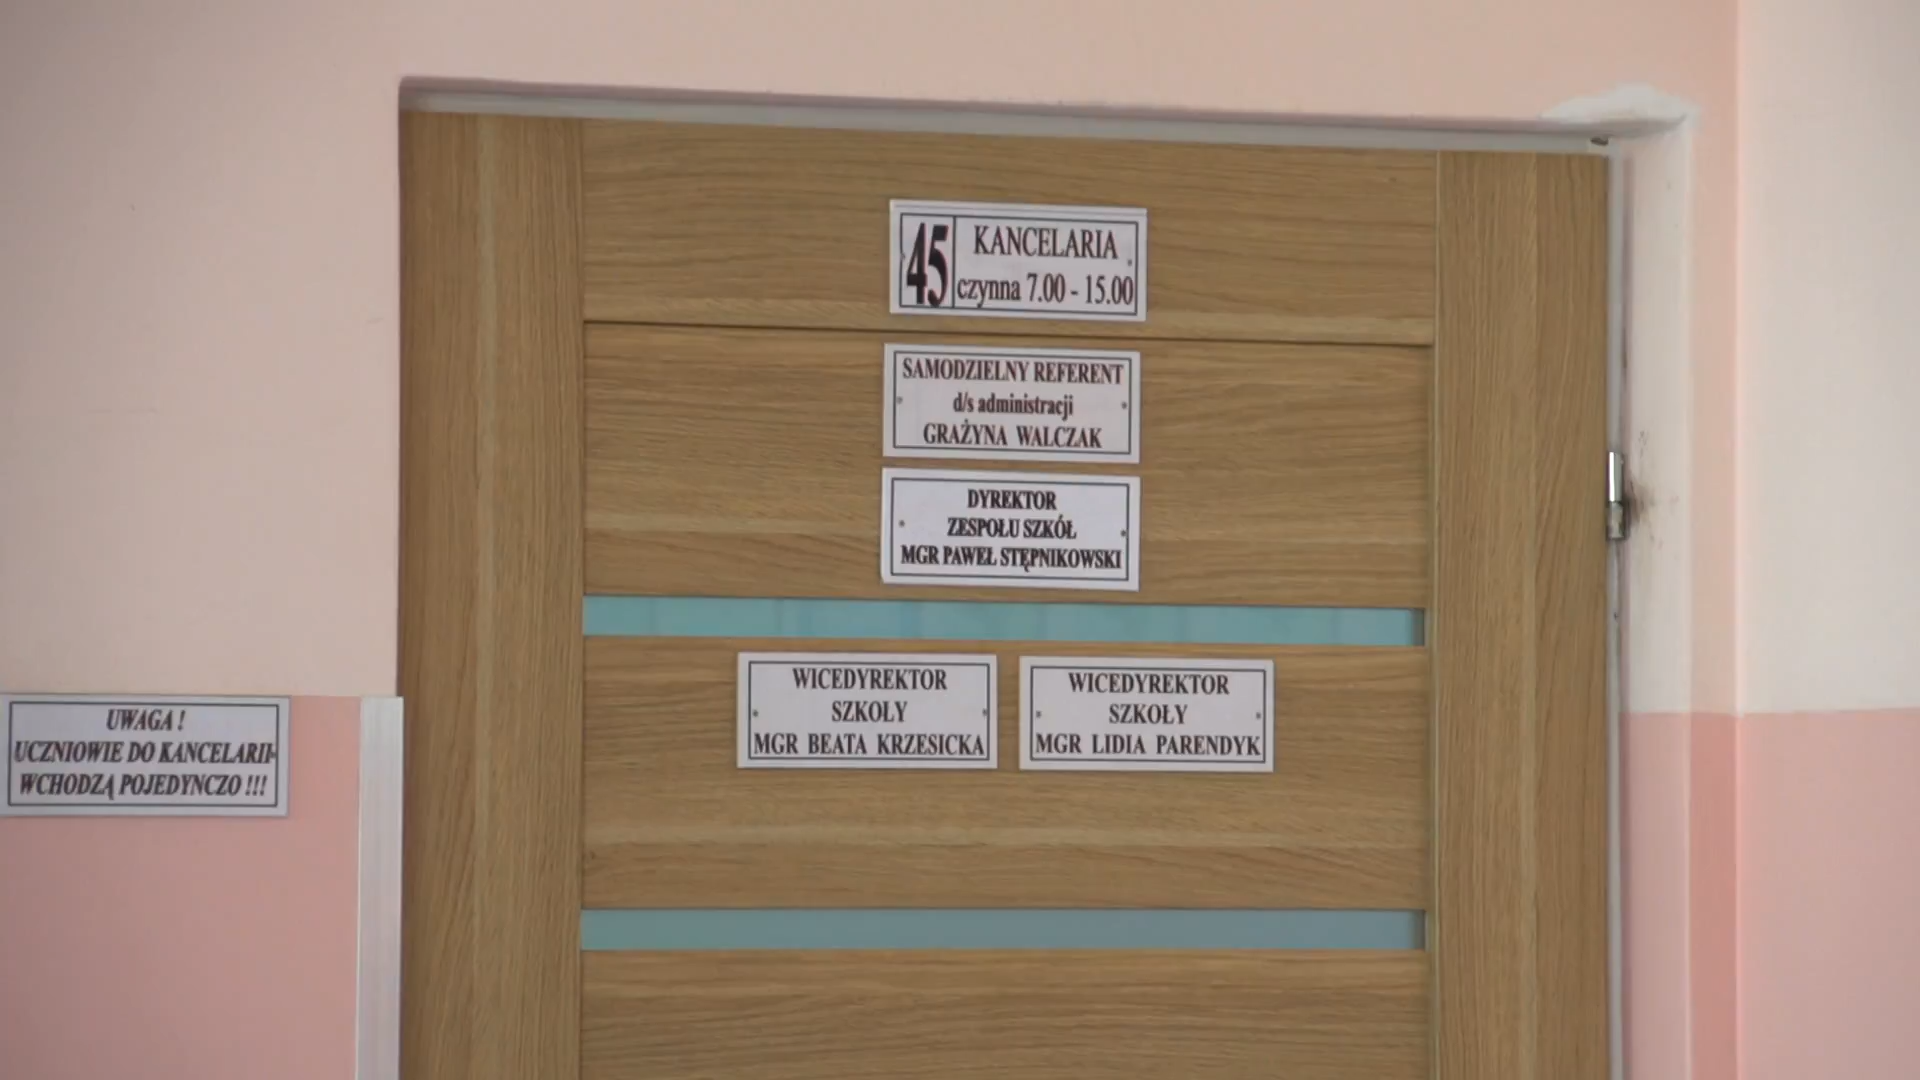 45 KANCELARIA
czynna 7.00 - 15.00
SAMODZIELNY REFERENT
d/s administracji
GRAŻYNA WALCZAK
DYREKTOR
ZESPOŁU SZKÓŁ
MGR PAWEŁ STĘPNIKOWSKI
WICEDYREKTOR
SZKOŁY
MGR BEATA KRZESICKA
WICEDYREKTOR
SZKOŁY
MGR LIDIA PARENDYK
UWAGA !
UCZNIOWIE DO KANCELARII
WCHODZĄ POJEDYNCZO !!!